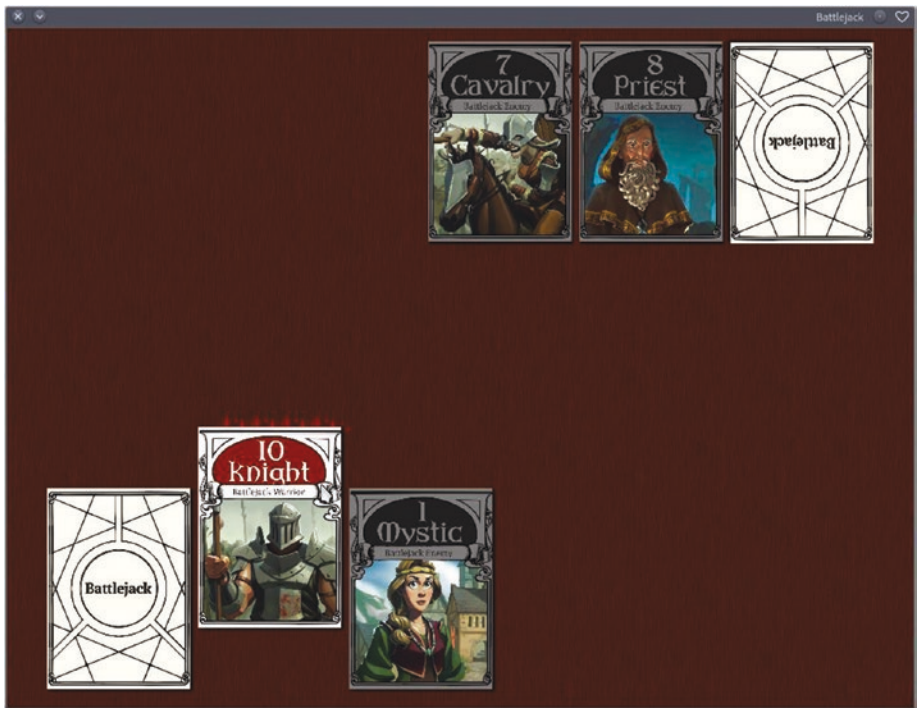 Battlejack
7
Cavalry
Battlejack Enemy
8
Priest
Battlejack Enemy
Battlejack
10
knight
Battlejack Warrior
1
Mystic
Battlejack Enemy
Battlejack